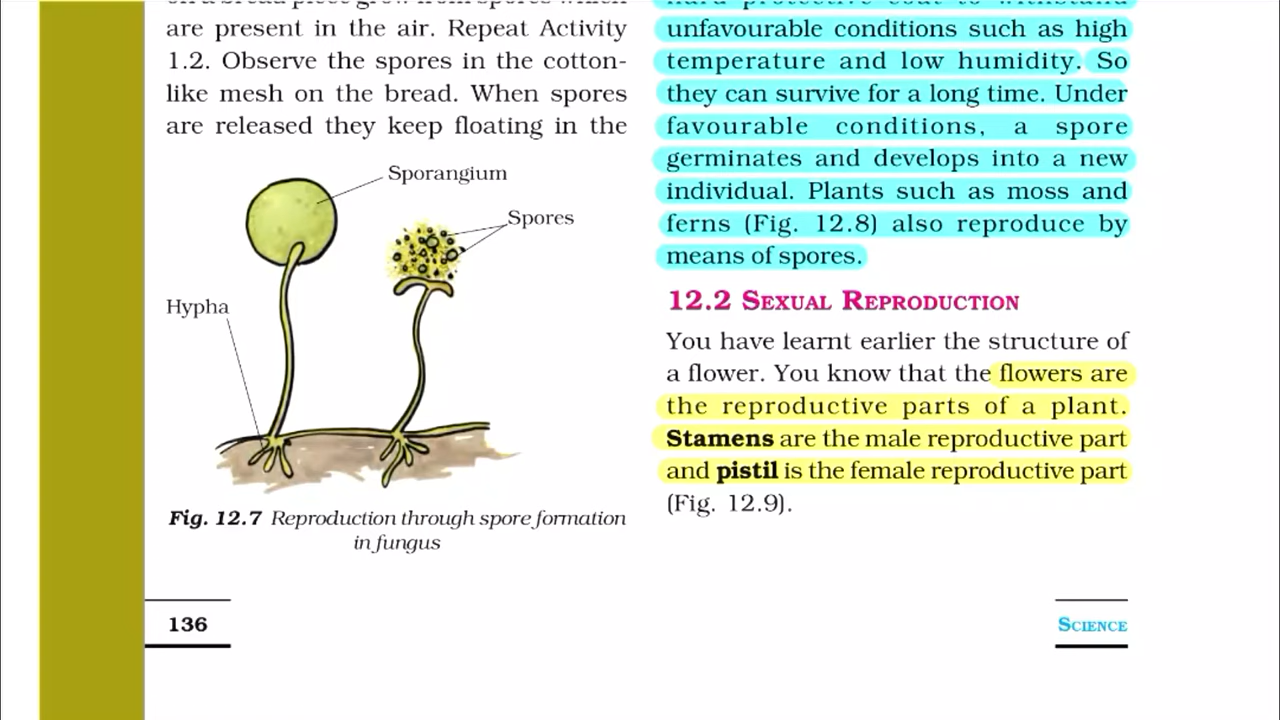 are present in the air. Repeat Activity
1.2. Observe the spores in the cotton-
like mesh on the bread. When spores
are released they keep floating in the
Sporangium
Spores
Hypha
Fig. 12.7 Reproduction through spore formation
in fungus
136
hard protective coat to withstand
unfavourable conditions such as high
temperature and low humidity. So
they can survive for a long time. Under
favourable conditions, a spore
germinates and develops into a new
individual. Plants such as moss and
ferns (Fig. 12.8) also reproduce by
means of spores.
12.2 SEXUAL REPRODUCTION
You have learnt earlier the structure of
a flower. You know that the flowers are
the reproductive parts of a plant.
Stamens are the male reproductive part
and pistil is the female reproductive part
(Fig. 12.9).
SCIENCE